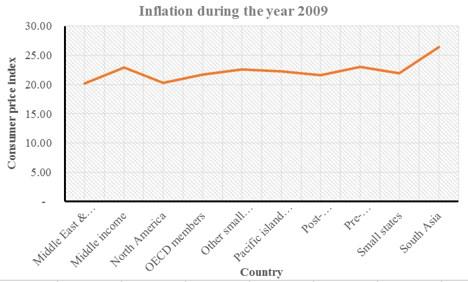 Inflation during the year 2009
Consumer price index
30.00
25.00
20.00
15.00
10.00
5.00
-
Middle East &...
Middle income
North America
OECD members
Other small...
Pacific island...
Post-...
Pre-...
Small states
South Asia
Country